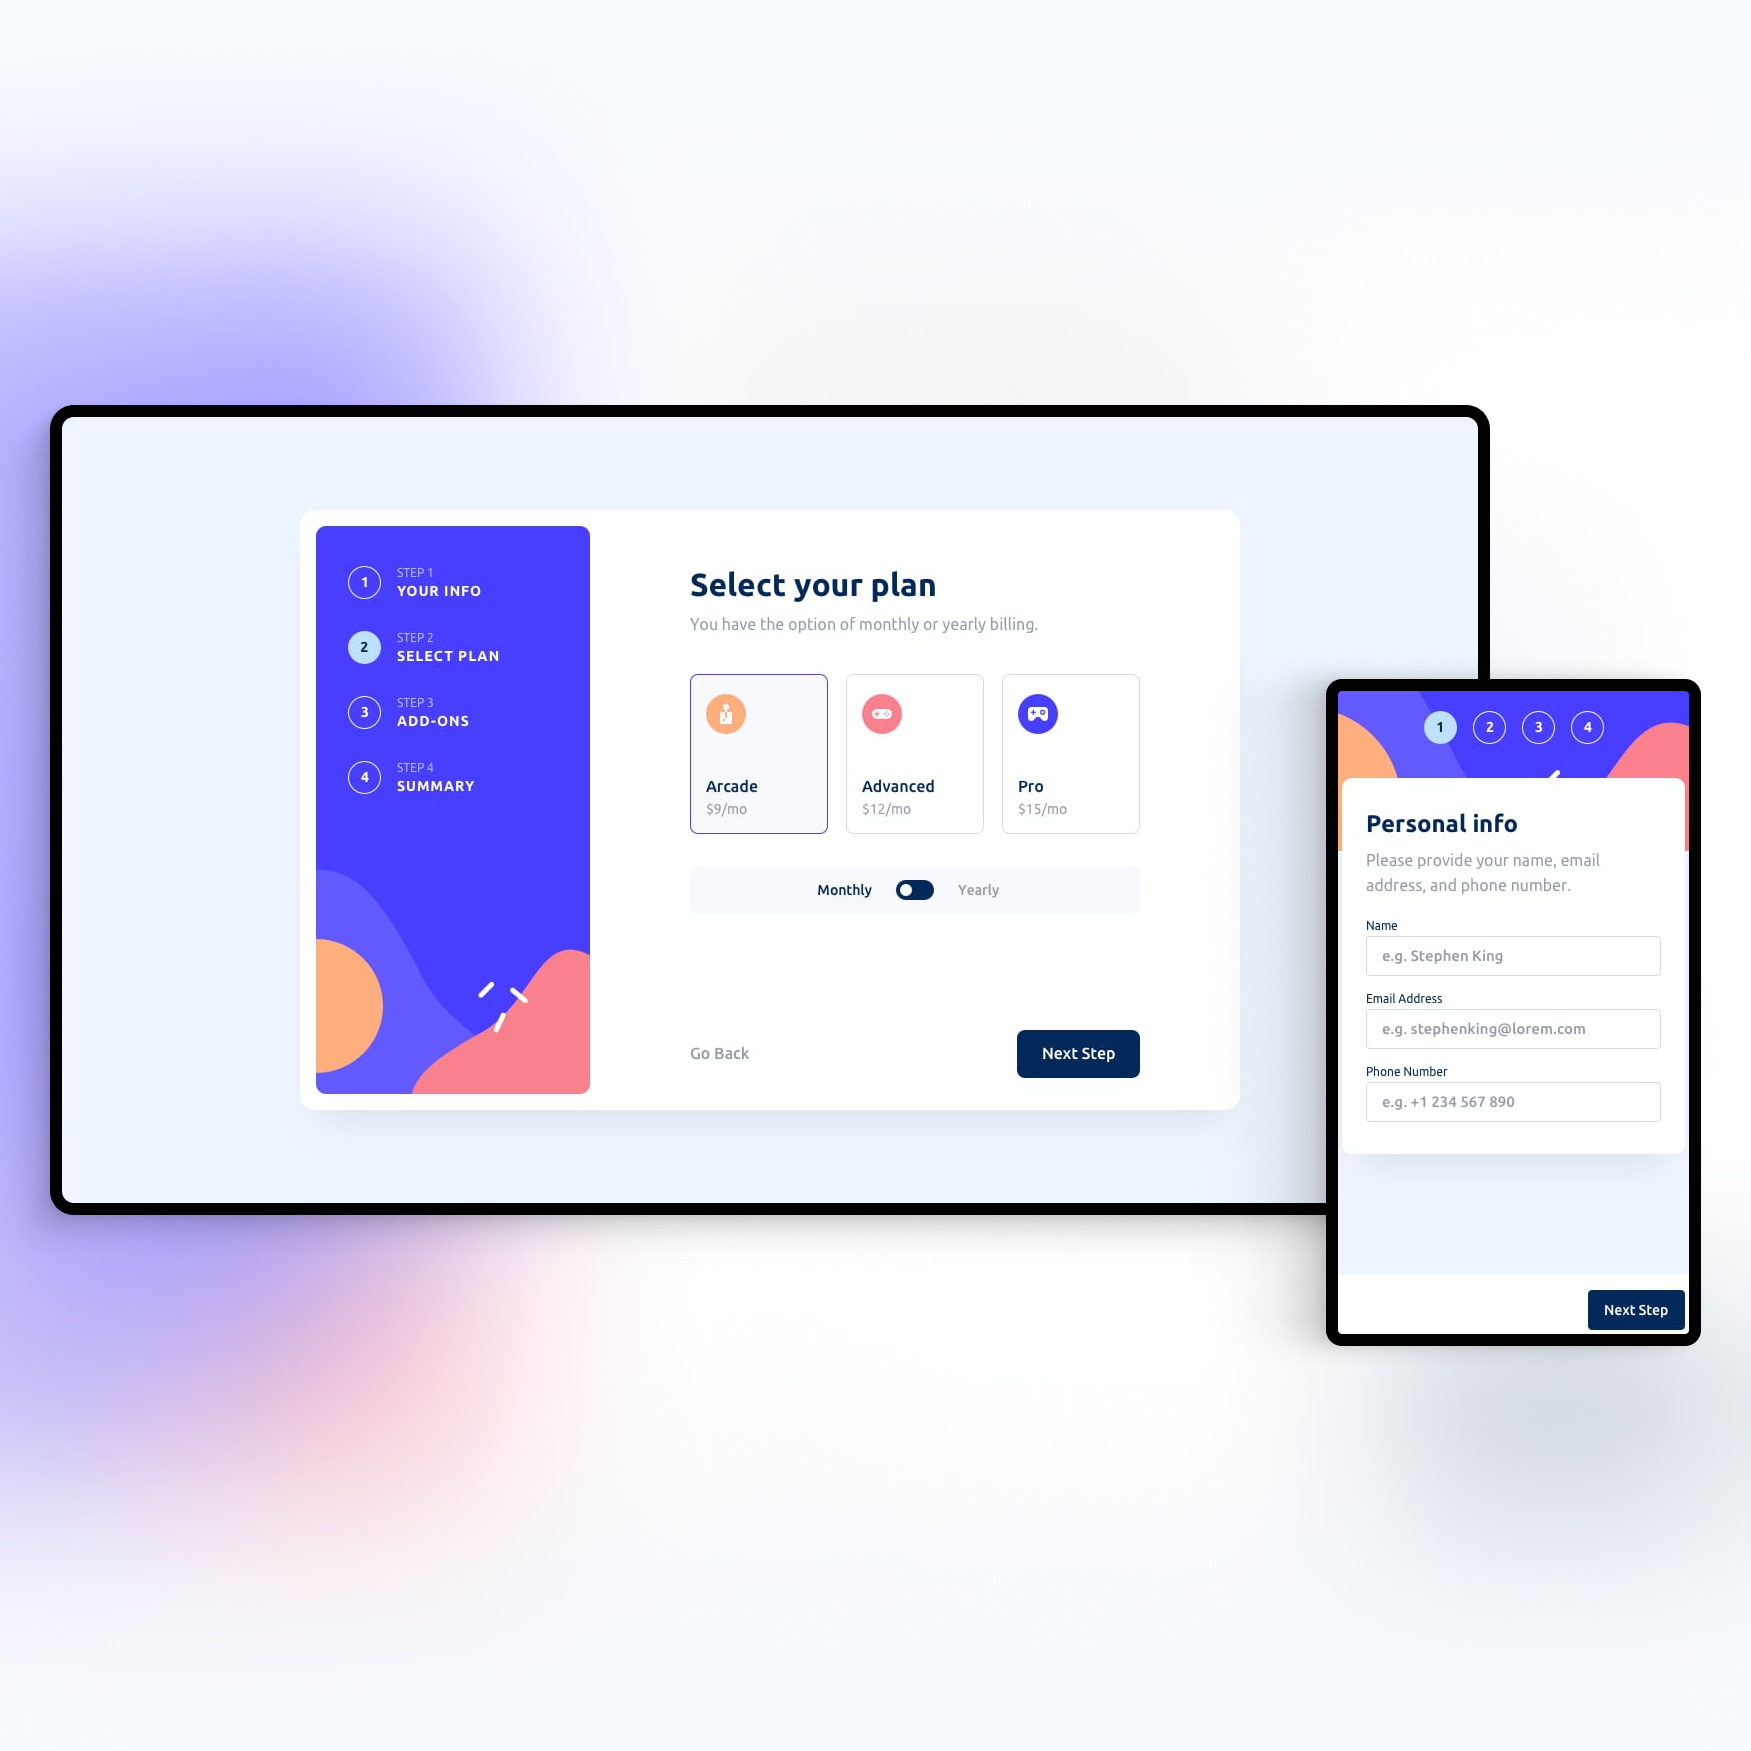 1
STEP 1
YOUR INFO
2
STEP 2
SELECT PLAN
3
STEP 3
ADD-ONS
4
STEP 4
SUMMARY
Select your plan
You have the option of monthly or yearly billing.
Arcade
$9/mo
Advanced
$12/mo
Pro
$15/mo
Monthly
Yearly
Go Back
Next Step
1 2 3 4
Personal info
Please provide your name, email
address, and phone number.
Name
e.g. Stephen King
Email Address
e.g. stephenking@lorem.com
Phone Number
e.g. +1 234 567 890
Next Step